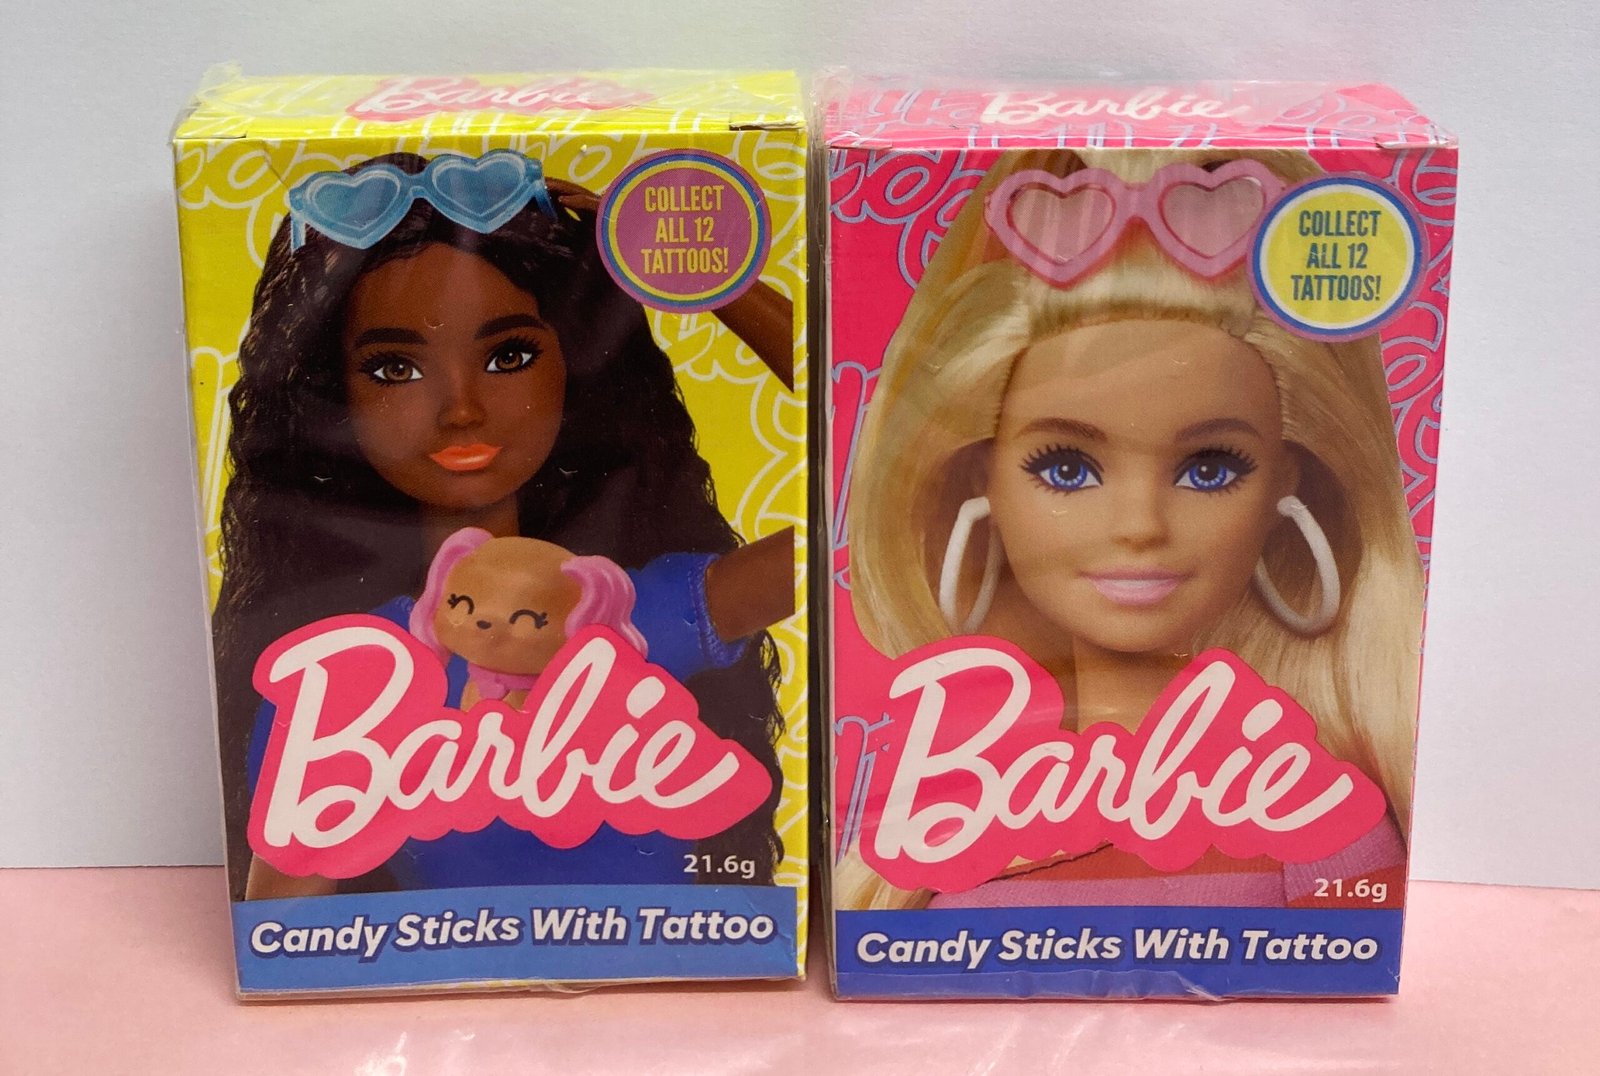 Barbie
COLLECT
ALL 12
TATTOOS!
Barbie
21.6g
Candy Sticks With Tattoo
Barbie
COLLECT
ALL 12
TATTOOS!
Barbie
21.6g
Candy Sticks With Tattoo